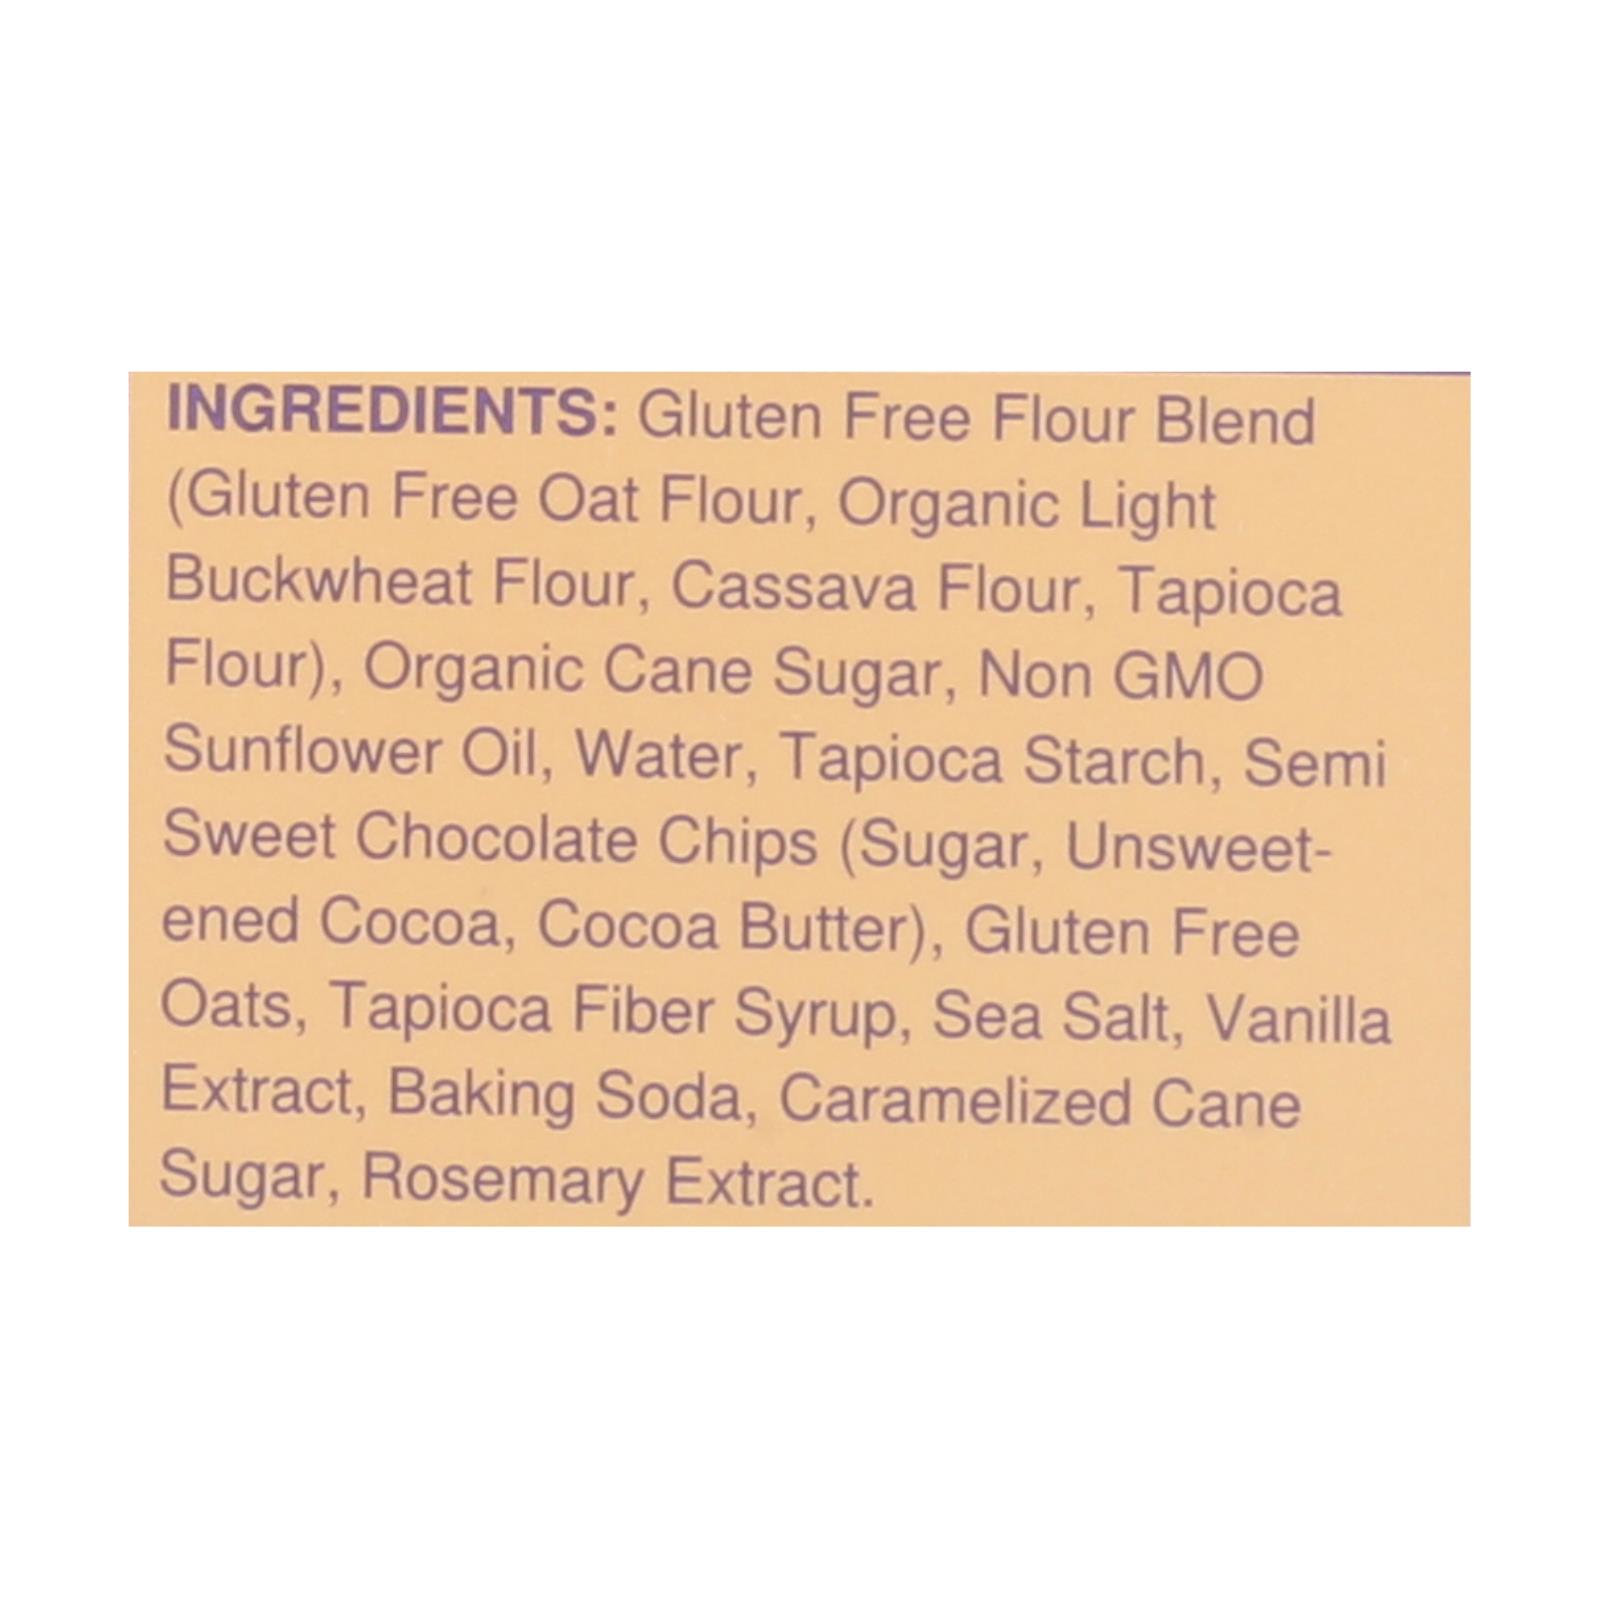 INGREDIENTS: Gluten Free Flour Blend
(Gluten Free Oat Flour, Organic Light
Buckwheat Flour, Cassava Flour, Tapioca
Flour), Organic Cane Sugar, Non GMO
Sunflower Oil, Water, Tapioca Starch, Semi
Sweet Chocolate Chips (Sugar, Unsweet-
ened Cocoa, Cocoa Butter), Gluten Free
Oats, Tapioca Fiber Syrup, Sea Salt, Vanilla
Extract, Baking Soda, Caramelized Cane
Sugar, Rosemary Extract.